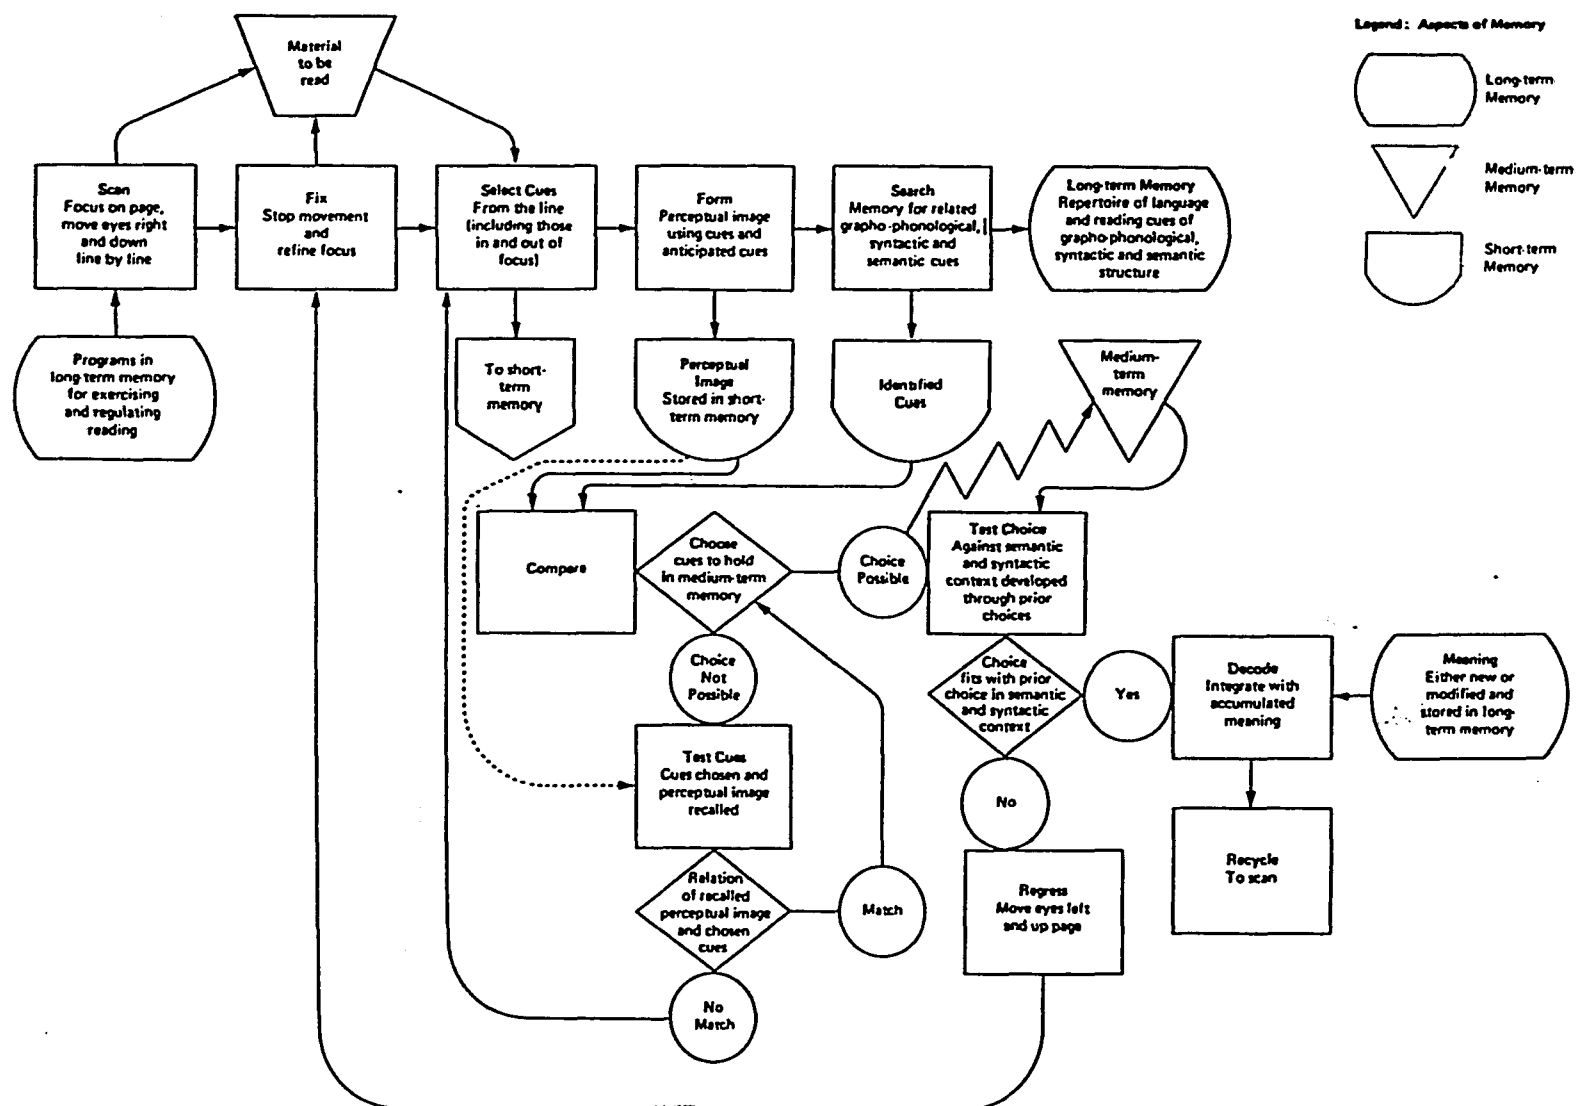 Legend: Aspects of Memory
Long-term
Memory
Medium-term
Memory
Short-term
Memory
Material
to be
read
Scan
Focus on page,
move eyes right
and down
line by line
Fix
Stop movement
and
refine focus
Select Cues
From the line
(including those
in and out of
focus)
Form
Perceptual image
using cues and
anticipated cues
Search
Memory for related
grapho-phonological,
syntactic and
semantic cues
Long-term Memory
Repertoire of language
and reading cues of
grapho-phonological,
syntactic and semantic
structure
Programs in
long-term memory
for exercising
and regulating
reading
To short-
term
memory
Perceptual
Image
Stored in short-
term memory
Identified
Cues
Medium-
term
memory
Compare
Choose
cues to hold
in medium-term
memory
Choice
Possible
Test Choice
Against semantic
and syntactic
context developed
through prior
choices
Choice
Not
Possible
Choice
fits with prior
choice in semantic
and syntactic
context
Yes
Decode
Integrate with
accumulated
meaning
Meaning
Either new or
modified and
stored in long-
term memory
Test Cues
Cues chosen and
perceptual image
recalled
No
Relation
of recalled
perceptual image
and chosen
cues
Match
Regress
Move eyes left
and up page
Recycle
To scan
No
Match